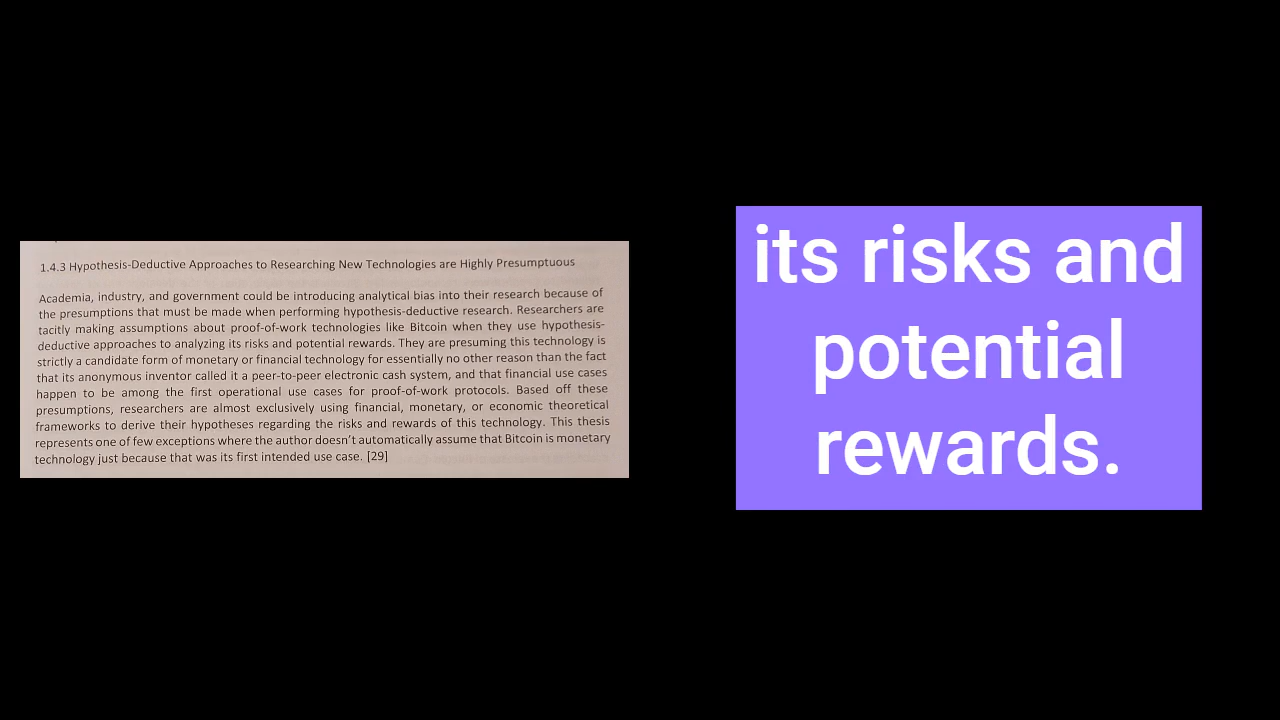 1.4.3 Hypothesis-Deductive Approaches to Researching New Technologies are Highly Presumptuous
Academia, industry, and government could be introducing analytical bias into their research because of
the presumptions that must be made when performing hypothesis-deductive research. Researchers are
tacitly making assumptions about proof-of-work technologies like Bitcoin when they use hypothesis-
deductive approaches to analyzing its risks and potential rewards. They are presuming this technology is
strictly a candidate form of monetary or financial technology for essentially no other reason than the fact
that its anonymous inventor called it a peer-to-peer electronic cash system, and that financial use cases
happen to be among the first operational use cases for proof-of-work protocols. Based off these
presumptions, researchers are almost exclusively using financial, monetary, or economic theoretical
frameworks to derive their hypotheses regarding the risks and rewards of this technology. This thesis
represents one of few exceptions where the author doesn't automatically assume that Bitcoin is monetary
technology just because that was its first intended use case. [29]
its risks and
potential
rewards.